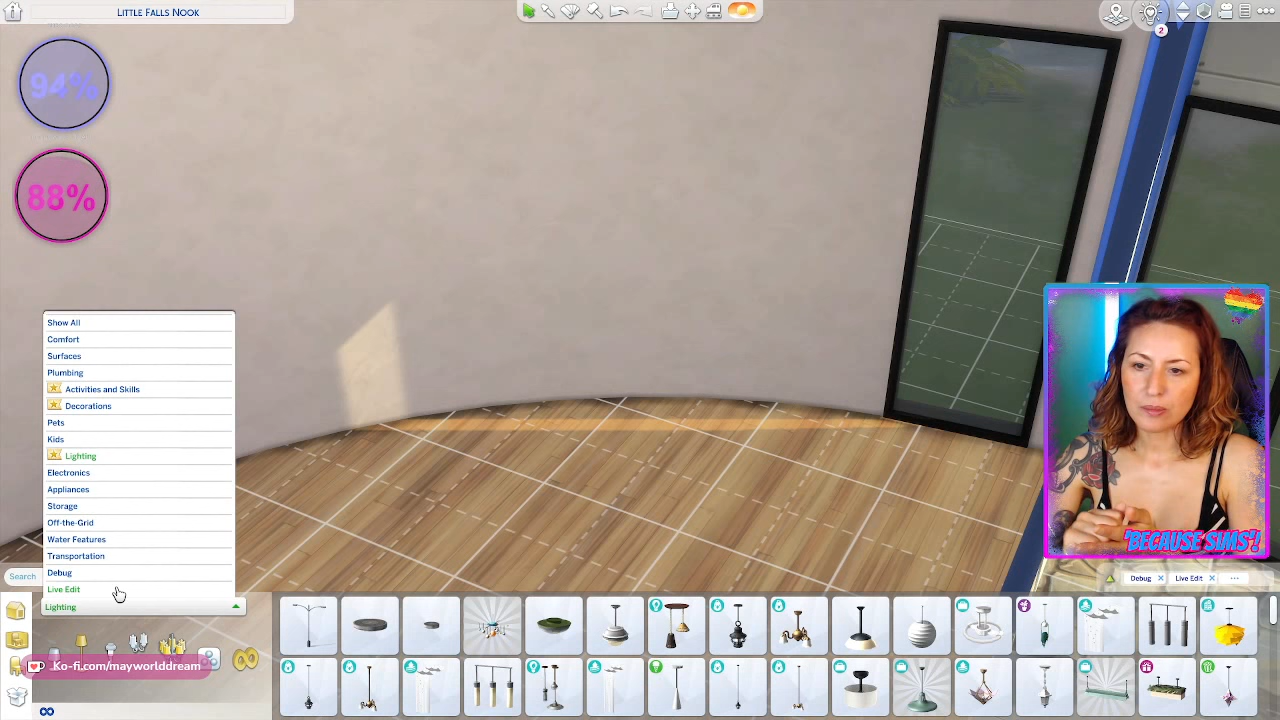 LITTLE FALLS NOOK
2
94%
88%
Show All
Comfort
Surfaces
Plumbing
Activities and Skills
Decorations
Pets
Kids
Lighting
Electronics
Appliances
Storage
Off-the-Grid
Water Features
Transportation
Debug
Live Edit
Search
Lighting
Ko-fi.com/mayworlddream
'BECAUSE SIMS'!
Debug
Live Edit